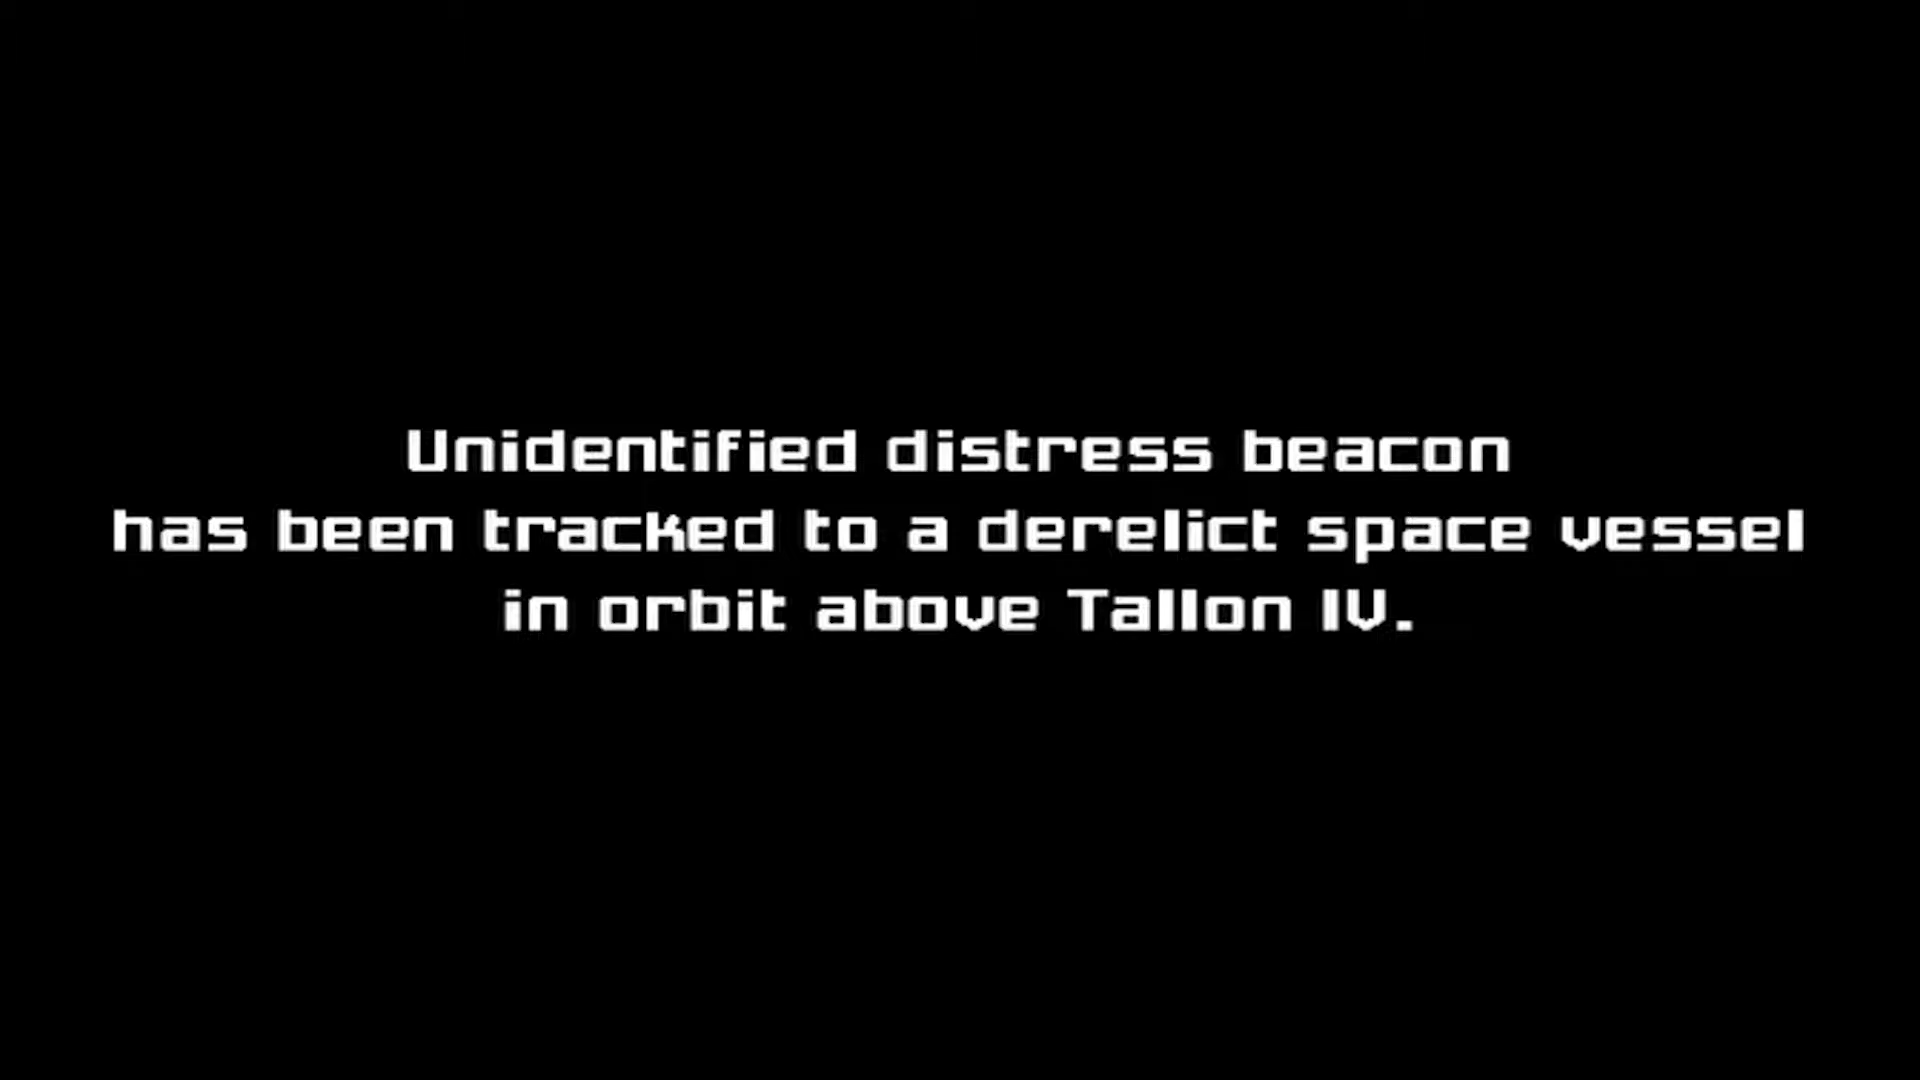 Unidentified distress beacon
has been tracked to a derelict space vessel
in orbit above Tallon IV.